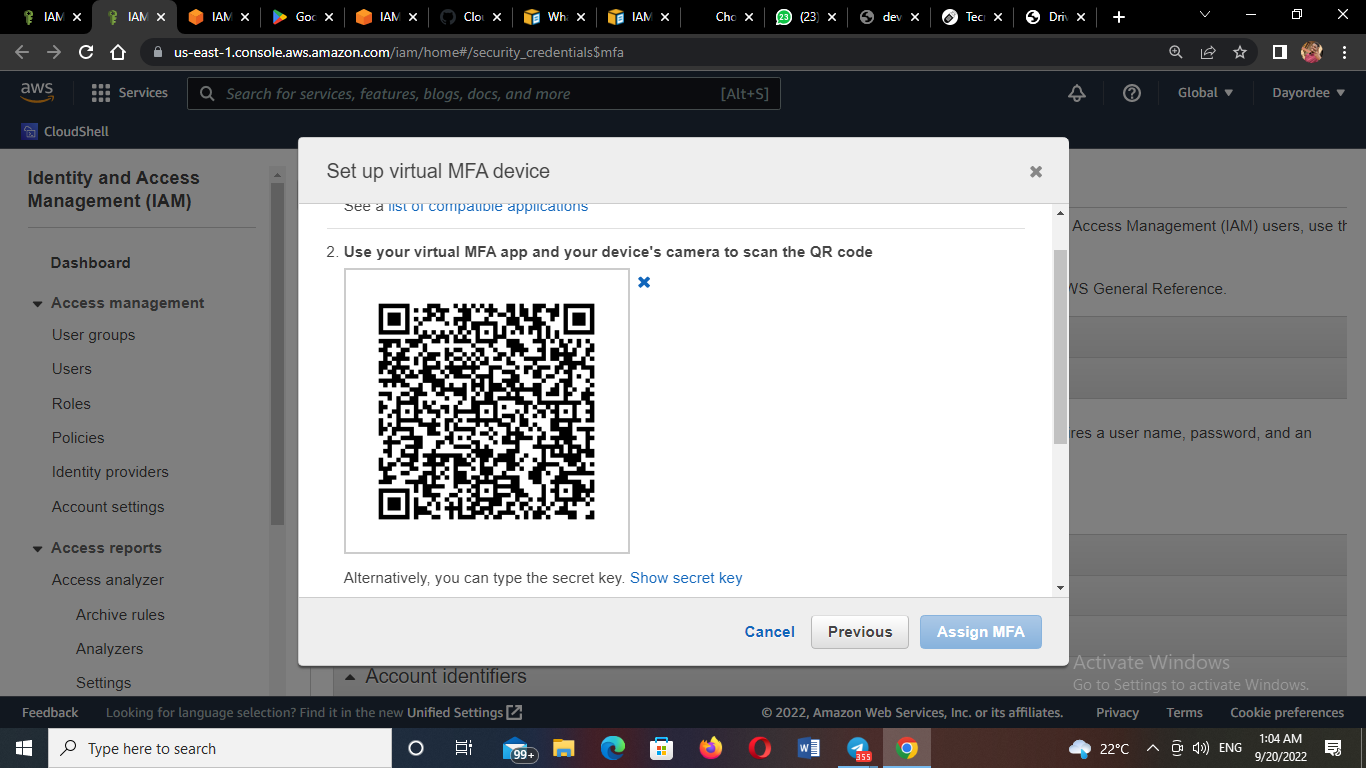 IAM
IAM
IAM
Goo
IAM
Clou
Wha
IAM
Cho
23
(23)
dev
Tec
Driv
us-east-1.console.aws.amazon.com/iam/home#/security_credentials$mfa
aws
Services
Search for services, features, blogs, docs, and more
[Alt+S]
Global
Dayordee
CloudShell
Identity and Access
Management (IAM)
Dashboard
Access management
User groups
Users
Roles
Policies
Identity providers
Account settings
Access reports
Access analyzer
Archive rules
Analyzers
Settings
Set up virtual MFA device
See a list of compatible applications
2. Use your virtual MFA app and your device's camera to scan the QR code
Alternatively, you can type the secret key. Show secret key
Cancel
Previous
Assign MFA
Access Management (IAM) users, use th
WS General Reference.
res a user name, password, and an
Account identifiers
Activate Windows
Go to Settings to activate Windows.
Feedback
Looking for language selection? Find it in the new Unified Settings
© 2022, Amazon Web Services, Inc. or its affiliates.
Privacy
Terms
Cookie preferences
Type here to search
99+
W
355
22°C
ENG
1:04 AM
9/20/2022